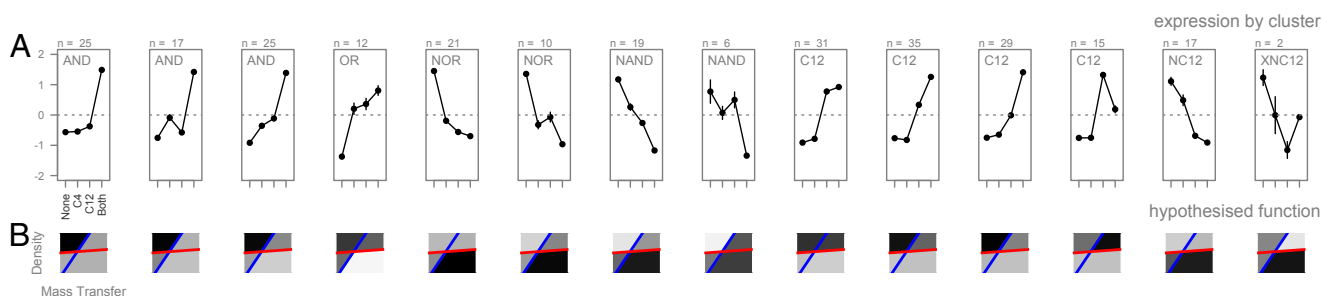 expression by cluster
A
n = 25 n = 17 n = 25 n = 12 n = 21 n = 10 n = 19 n = 6 n = 31 n = 35 n = 29 n = 15 n = 17 n = 2
AND AND AND OR NOR NOR NAND NAND C12 C12 C12 C12 NC12 XNC12
2
1
0
-1
-2
None
C4
C12
Both
hypothesised function
B
Density
Mass Transfer